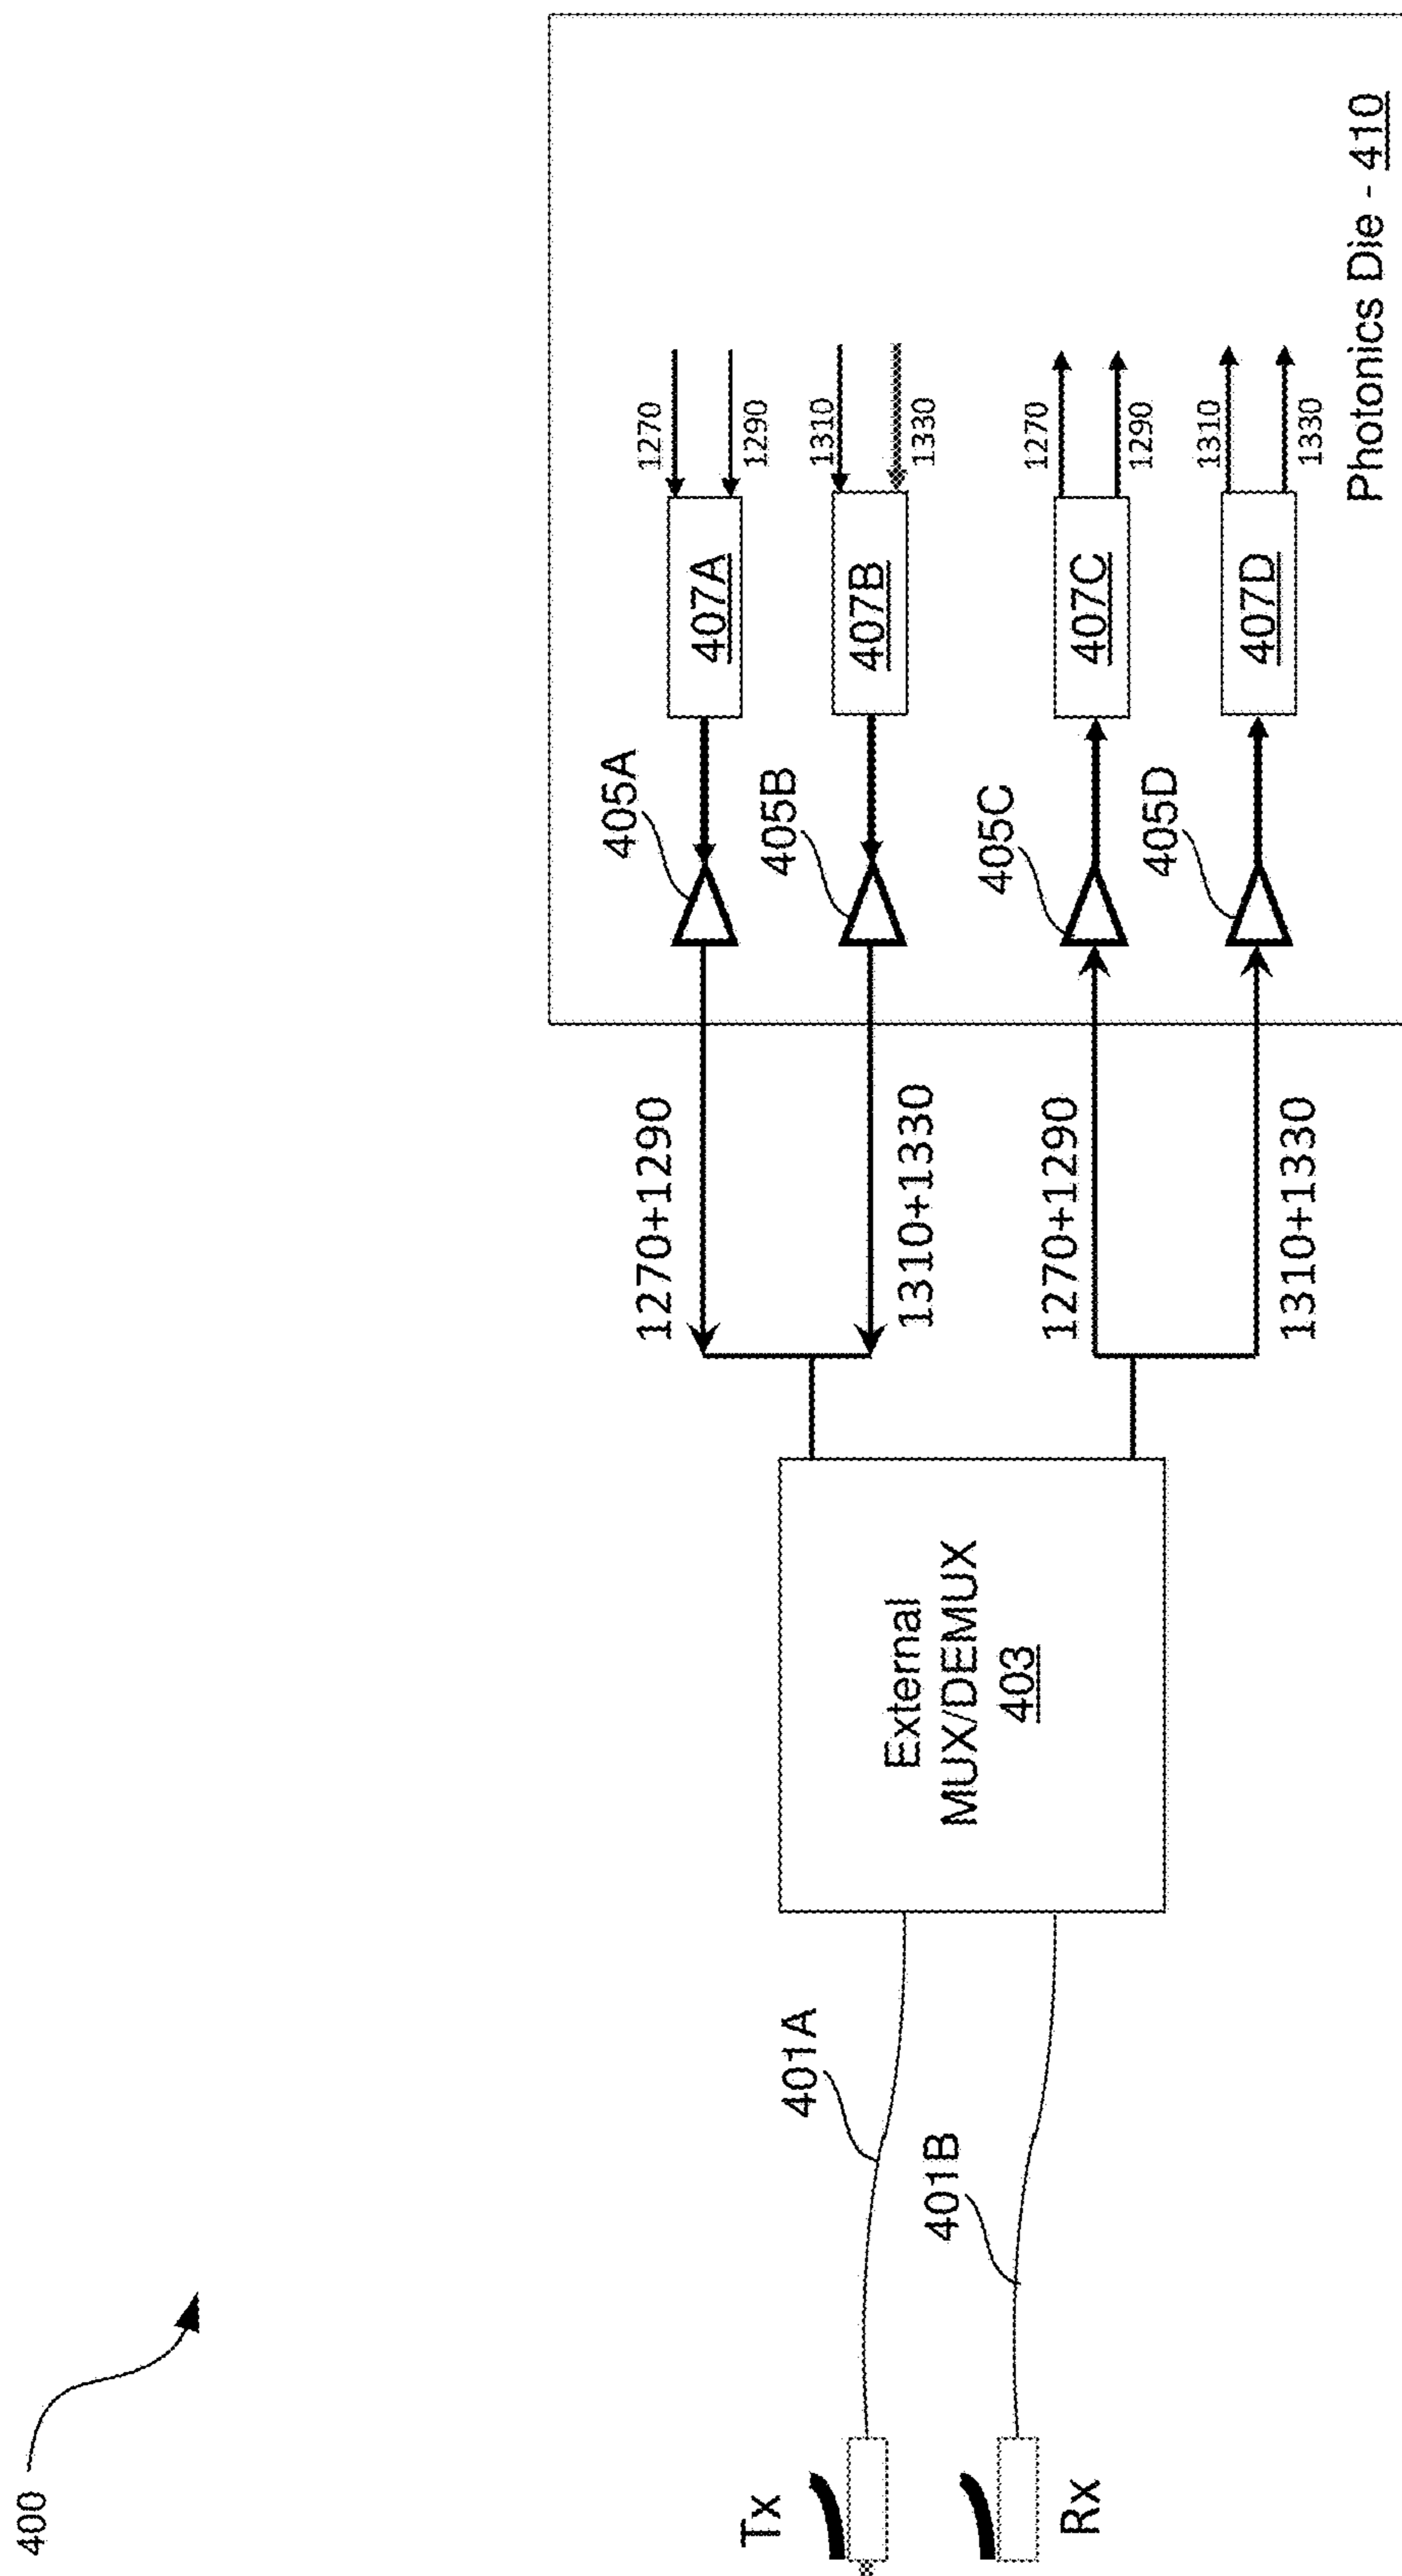 400
Tx
Rx
401A
401B
External
MUX/DEMUX
403
1270+1290
1310+1330
1270+1290
1310+1330
405A
405B
405C
405D
407A
407B
407C
407D
1270
1290
1310
1330
1270
1290
1310
1330
Photonics Die - 410